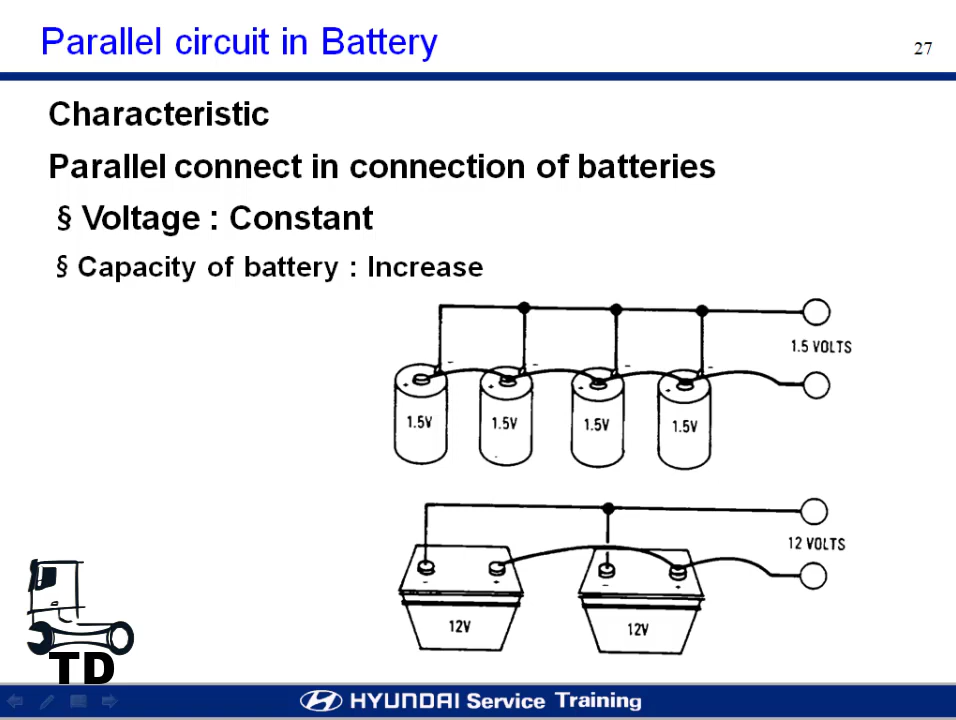 Parallel circuit in Battery
27
Characteristic
Parallel connect in connection of batteries
§ Voltage : Constant
§ Capacity of battery : Increase
1.5 VOLTS
- - - -
+ + + +
1.5V 1.5V 1.5V 1.5V
12 VOLTS
- + - +
12V 12V
TD
HYUNDAI Service Training